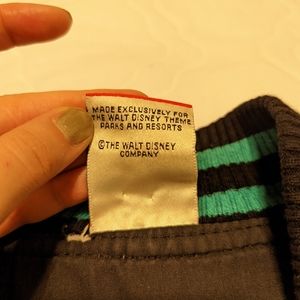 MADE EXCLUSIVELY FOR
THE WALT DISNEY THEME
PARKS AND RESORTS
©THE WALT DISNEY
COMPANY